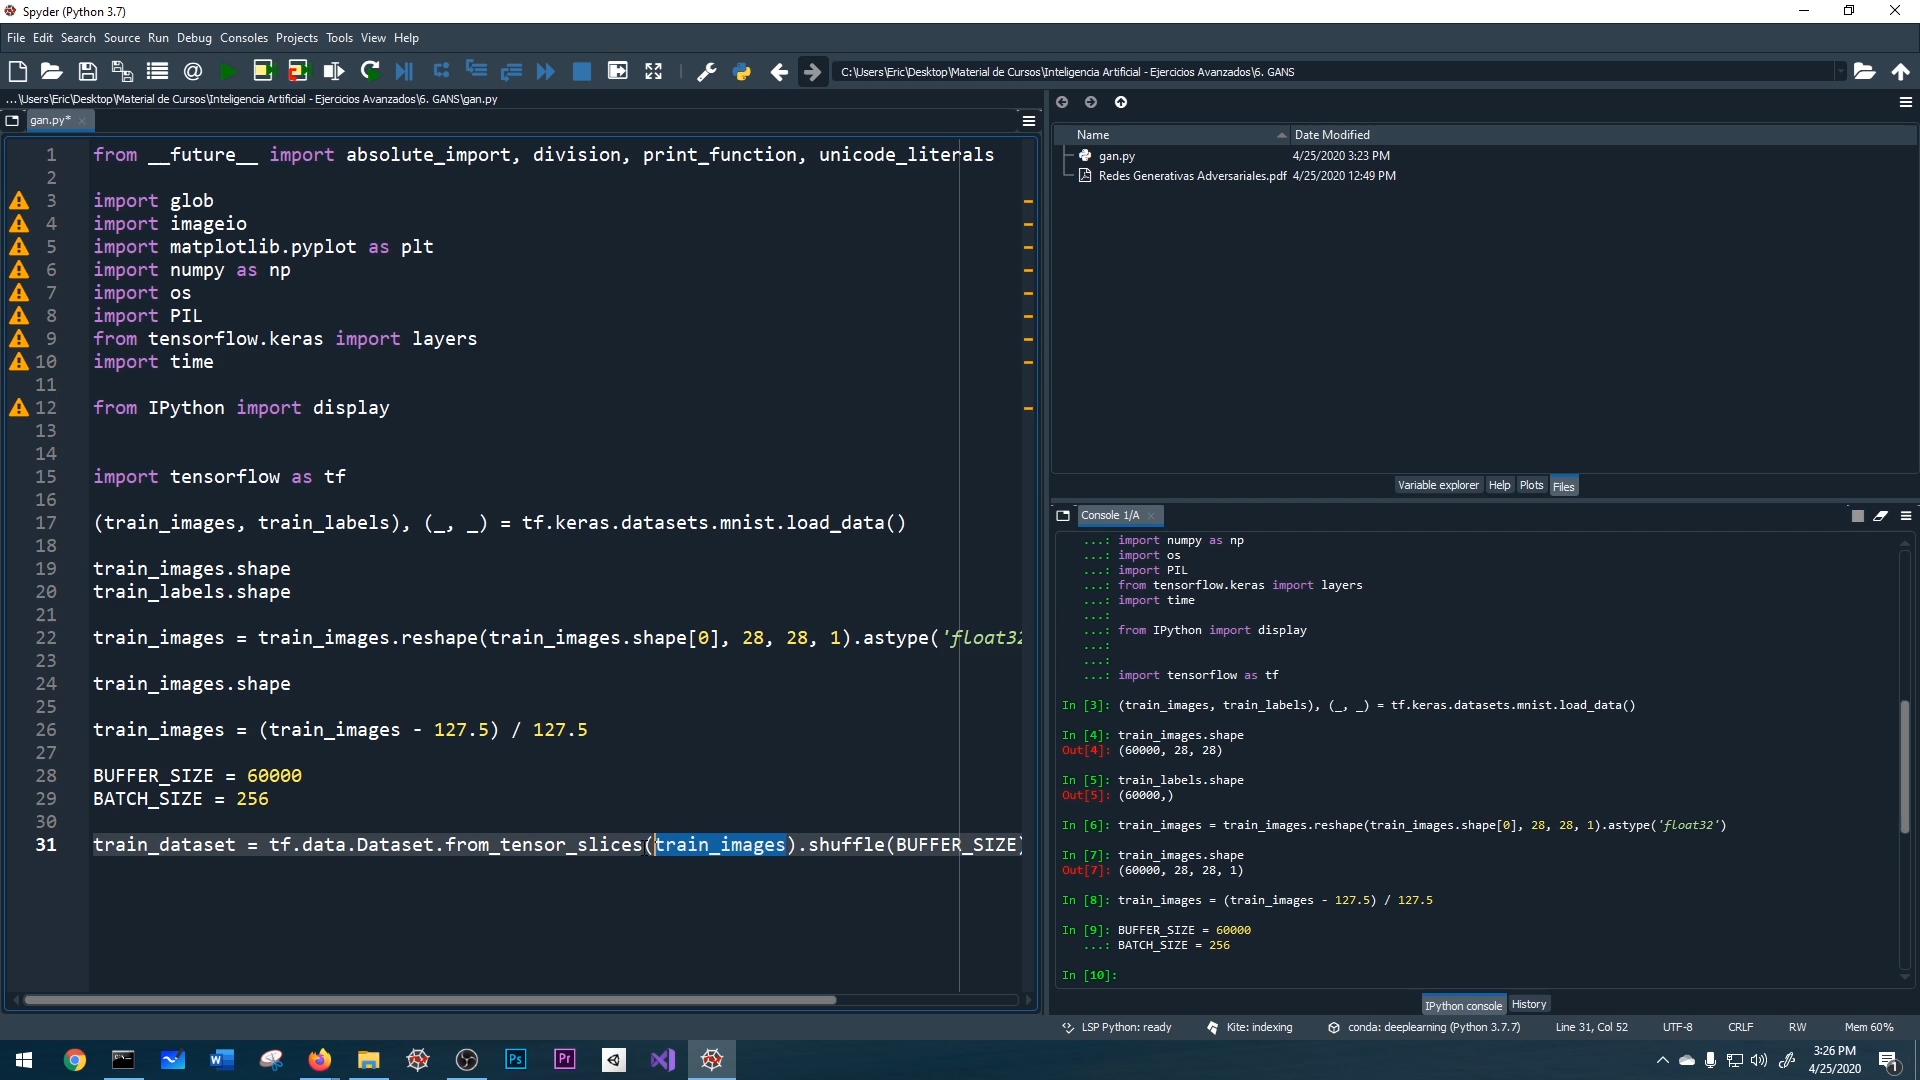 Spyder (Python 3.7)
File Edit Search Source Run Debug Consoles Projects Tools View Help
C:\Users\Eric\Desktop\Material de Cursos\Inteligencia Artificial - Ejercicios Avanzados\6. GANS
...\Users\Eric\Desktop\Material de Cursos\Inteligencia Artificial - Ejercicios Avanzados\6. GANS\gan.py
gan.py*
1 from __future__ import absolute_import, division, print_function, unicode_literals
2
3 import glob
4 import imageio
5 import matplotlib.pyplot as plt
6 import numpy as np
7 import os
8 import PIL
9 from tensorflow.keras import layers
10 import time
11
12 from IPython import display
13
14
15 import tensorflow as tf
16
17 (train_images, train_labels), (_, _) = tf.keras.datasets.mnist.load_data()
18
19 train_images.shape
20 train_labels.shape
21
22 train_images = train_images.reshape(train_images.shape[0], 28, 28, 1).astype('float32
23
24 train_images.shape
25
26 train_images = (train_images - 127.5) / 127.5
27
28 BUFFER_SIZE = 60000
29 BATCH_SIZE = 256
30
31 train_dataset = tf.data.Dataset.from_tensor_slices(train_images).shuffle(BUFFER_SIZE)
Name Date Modified
gan.py 4/25/2020 3:23 PM
Redes Generativas Adversariales.pdf 4/25/2020 12:49 PM
Variable explorer Help Plots Files
Console 1/A
...: import numpy as np
...: import os
...: import PIL
...: from tensorflow.keras import layers
...: import time
...:
...: from IPython import display
...:
...:
...: import tensorflow as tf
In [3]: (train_images, train_labels), (_, _) = tf.keras.datasets.mnist.load_data()
In [4]: train_images.shape
Out[4]: (60000, 28, 28)
In [5]: train_labels.shape
Out[5]: (60000,)
In [6]: train_images = train_images.reshape(train_images.shape[0], 28, 28, 1).astype('float32')
In [7]: train_images.shape
Out[7]: (60000, 28, 28, 1)
In [8]: train_images = (train_images - 127.5) / 127.5
In [9]: BUFFER_SIZE = 60000
...: BATCH_SIZE = 256
In [10]:
IPython console History
LSP Python: ready Kite: indexing conda: deeplearning (Python 3.7.7) Line 31, Col 52 UTF-8 CRLF RW Mem 60%
Ps Pr
3:26 PM
4/25/2020
1